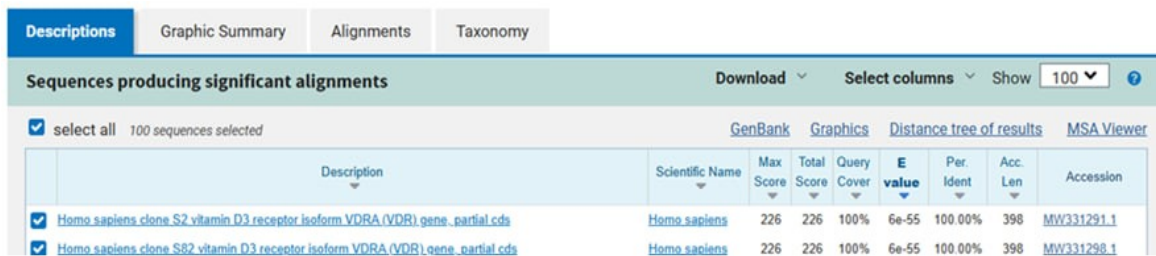 Descriptions Graphic Summary Alignments Taxonomy
Sequences producing significant alignments Download Select columns Show 100 ?
select all 100 sequences selected GenBank Graphics Distance tree of results MSA Viewer
Description Scientific Name Max Score Total Score Query Cover E value Per. Ident Acc. Len Accession
Homo sapiens clone S2 vitamin D3 receptor isoform VDRA (VDR) gene, partial cds Homo sapiens 226 226 100% 6e-55 100.00% 398 MW331291.1
Homo sapiens clone S82 vitamin D3 receptor isoform VDRA (VDR) gene, partial cds Homo sapiens 226 226 100% 6e-55 100.00% 398 MW331298.1